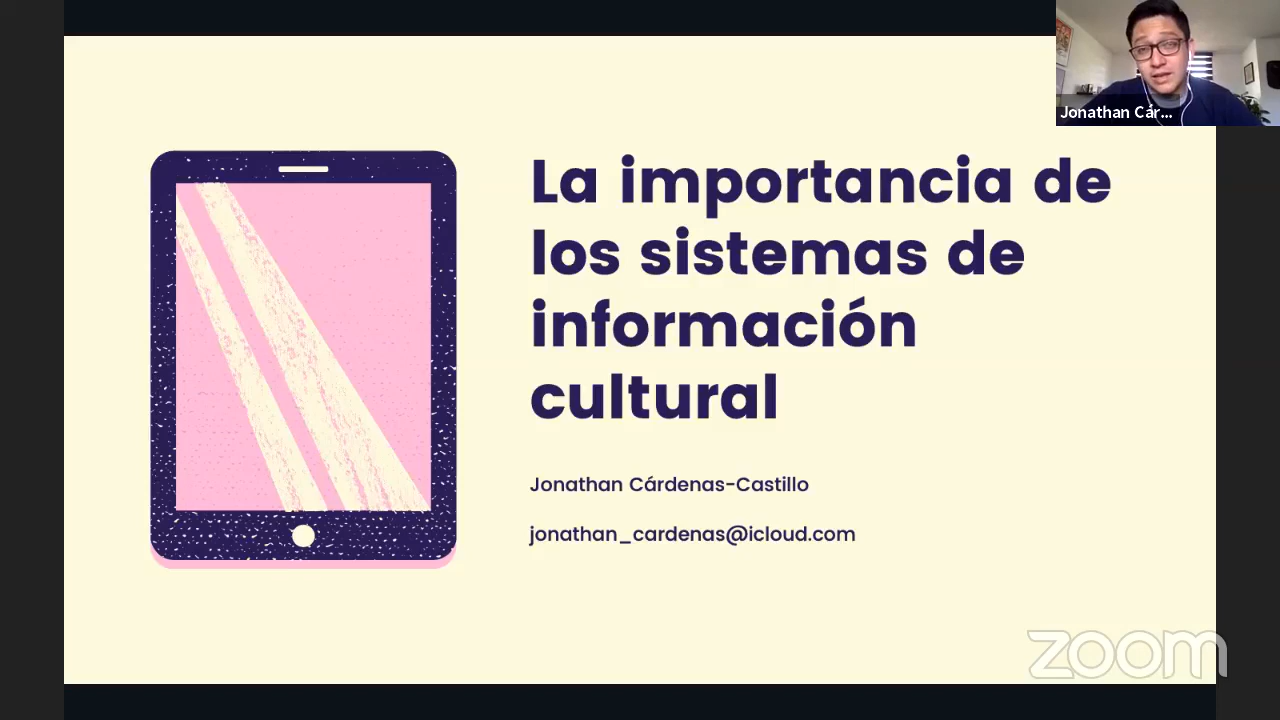 Jonathan Cár...
La importancia de
los sistemas de
información
cultural
Jonathan Cárdenas-Castillo
jonathan_cardenas@icloud.com
zoom